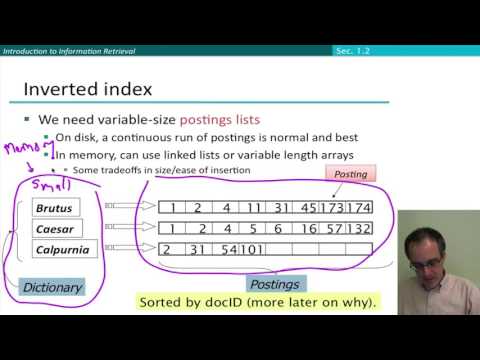 Introduction to Information Retrieval
Sec. 1.2
Inverted index
We need variable-size postings lists
On disk, a continuous run of postings is normal and best
In memory, can use linked lists or variable length arrays
Some tradeoffs in size/ease of insertion
Memory
small
Posting
Brutus 1 2 4 11 31 45 173 174
Caesar 1 2 4 5 6 16 57 132
Calpurnia 2 31 54 101
Dictionary
Postings
Sorted by docID (more later on why).